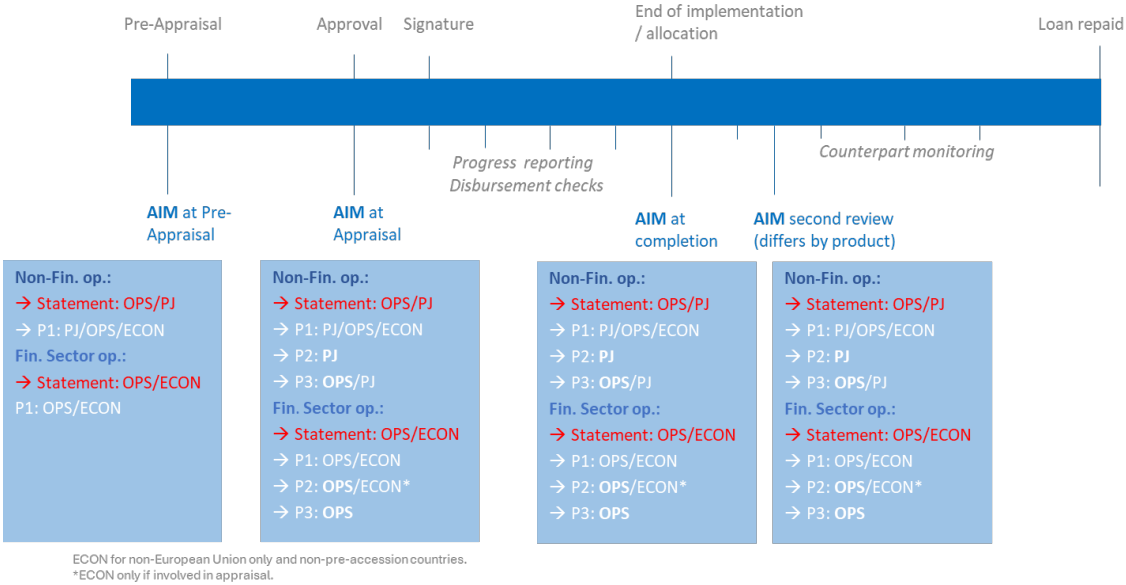 Pre-Appraisal
Approval
Signature
End of implementation
/ allocation
Loan repaid
Progress reporting
Disbursement checks
Counterpart monitoring
AIM at Pre-
Appraisal
AIM at
Appraisal
AIM at
completion
AIM second review
(differs by product)
Non-Fin. op.:
→ Statement: OPS/PJ
→ P1: PJ/OPS/ECON
Fin. Sector op.:
→ Statement: OPS/ECON
P1: OPS/ECON
Non-Fin. op.:
→ Statement: OPS/PJ
→ P1: PJ/OPS/ECON
→ P2: PJ
→ P3: OPS/PJ
Fin. Sector op.:
→ Statement: OPS/ECON
→ P1: OPS/ECON
→ P2: OPS/ECON*
→ P3: OPS
Non-Fin. op.:
→ Statement: OPS/PJ
→ P1: PJ/OPS/ECON
→ P2: PJ
→ P3: OPS/PJ
Fin. Sector op.:
→ Statement: OPS/ECON
→ P1: OPS/ECON
→ P2: OPS/ECON*
→ P3: OPS
Non-Fin. op.:
→ Statement: OPS/PJ
→ P1: PJ/OPS/ECON
→ P2: PJ
→ P3: OPS/PJ
Fin. Sector op.:
→ Statement: OPS/ECON
→ P1: OPS/ECON
→ P2: OPS/ECON*
→ P3: OPS
ECON for non-European Union only and non-pre-accession countries.
*ECON only if involved in appraisal.